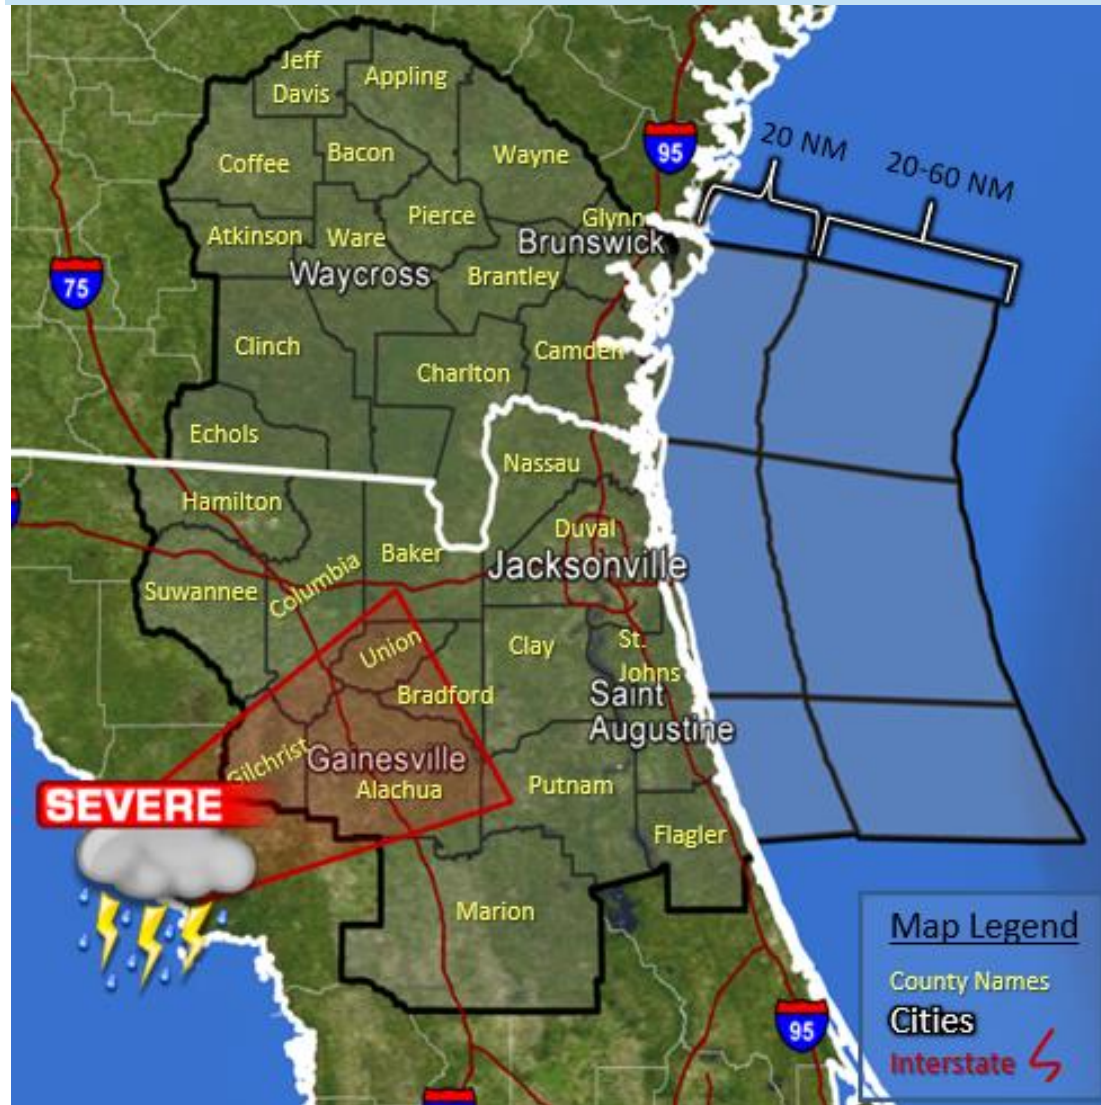 Jeff
Davis
Appling
Coffee
Bacon
Wayne
95
20 NM
20-60 NM
Pierce
Glynn
Atkinson
Ware
Brunswick
Waycross
Brantley
75
Clinch
Charlton
Camden
Echols
Nassau
Hamilton
Duval
Baker
Jacksonville
Columbia
Suwannee
Union
Clay
St.
Johns
Bradford
Saint
Augustine
Gilchrist
Gainesville
Alachua
Putnam
SEVERE
Flagler
Marion
Map Legend
County Names
Cities
Interstate
95